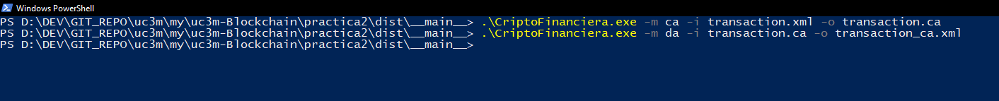 Windows PowerShell
PS D:\DEV\GIT_REPO\uc3m\my\uc3m-Blockchain\practica2\dist\__main__> .\CriptoFinanciera.exe -m ca -i transaction.xml -o transaction.ca
PS D:\DEV\GIT_REPO\uc3m\my\uc3m-Blockchain\practica2\dist\__main__> .\CriptoFinanciera.exe -m da -i transaction.ca -o transaction_ca.xml
PS D:\DEV\GIT_REPO\uc3m\my\uc3m-Blockchain\practica2\dist\__main__>